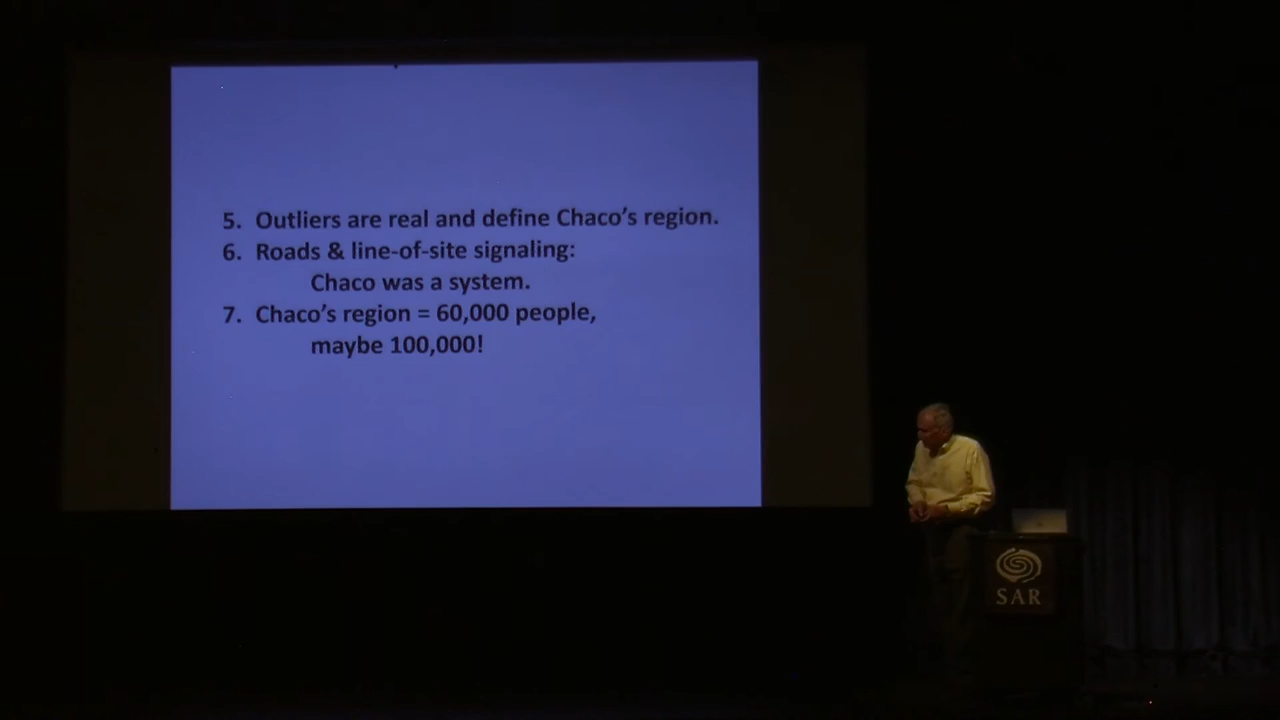 5. Outliers are real and define Chaco's region.
6. Roads & line-of-site signaling:
Chaco was a system.
7. Chaco's region = 60,000 people,
maybe 100,000!
SAR